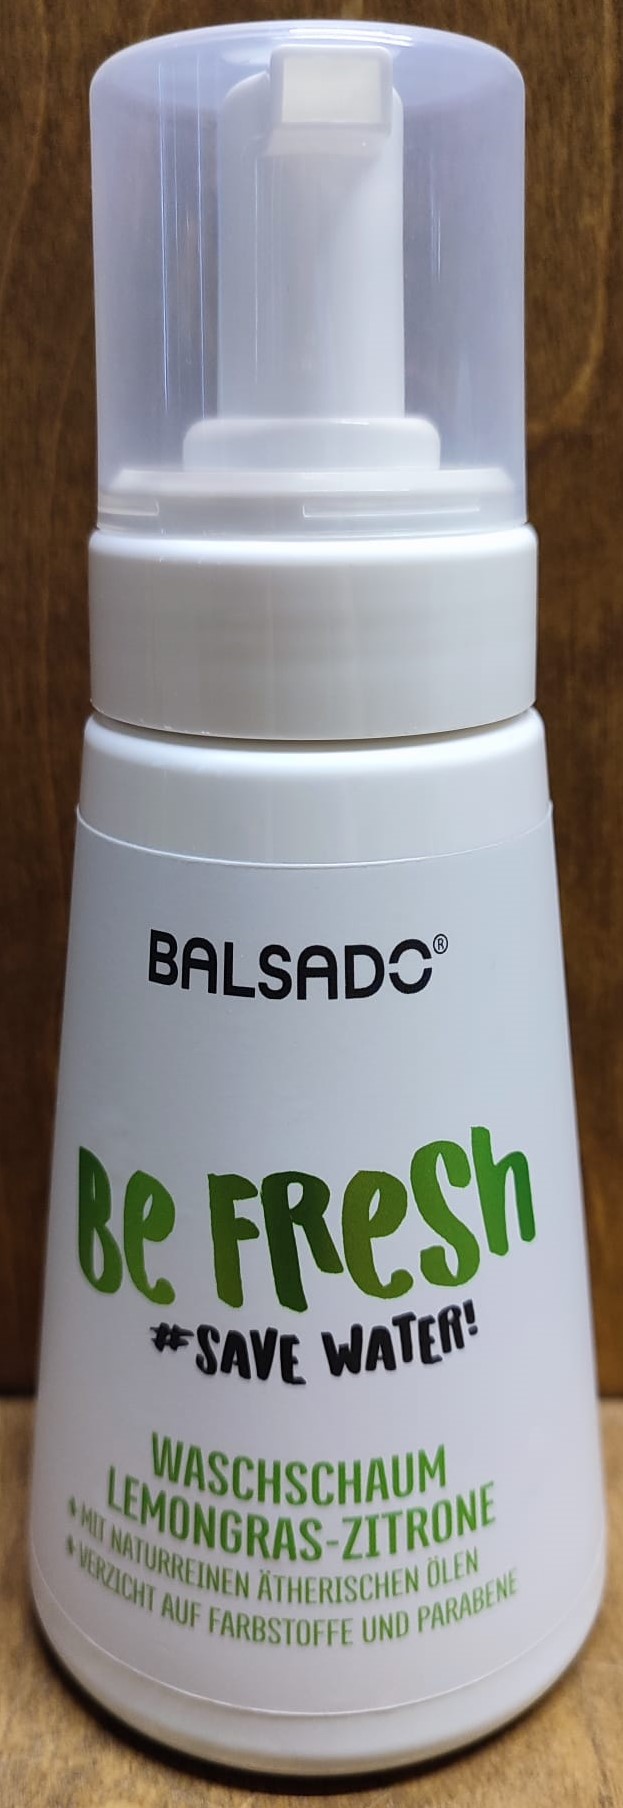 BALSADO®
Be FResh
#SAVE WATER!
WASCHSCHAUM
LEMONGRAS-ZITRONE
MIT NATURREINEN ÄTHERISCHEN ÖLEN
VERZICHT AUF FARBSTOFFE UND PARABENE